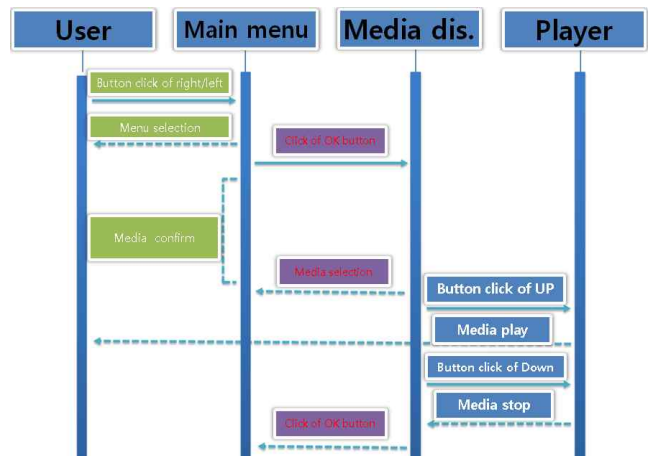 User
Main menu
Media dis.
Player
Button click of right/left
Menu selection
Click of OK button
Media confirm
Media selection
Button click of UP
Media play
Button click of Down
Media stop
Click of OK button